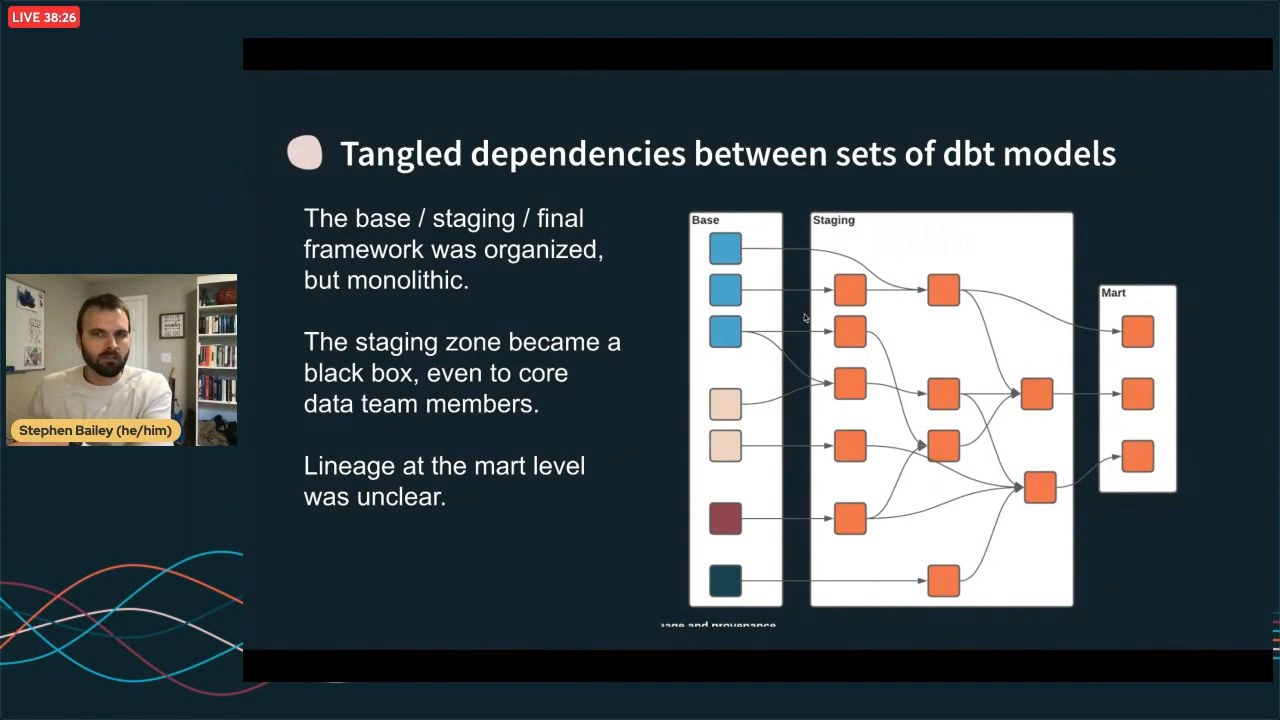 LIVE 38:26
Tangled dependencies between sets of dbt models
The base / staging / final
framework was organized,
but monolithic.
The staging zone became a
black box, even to core
data team members.
Lineage at the mart level
was unclear.
Base
Staging
Mart
and provenance
Stephen Bailey (he/him)